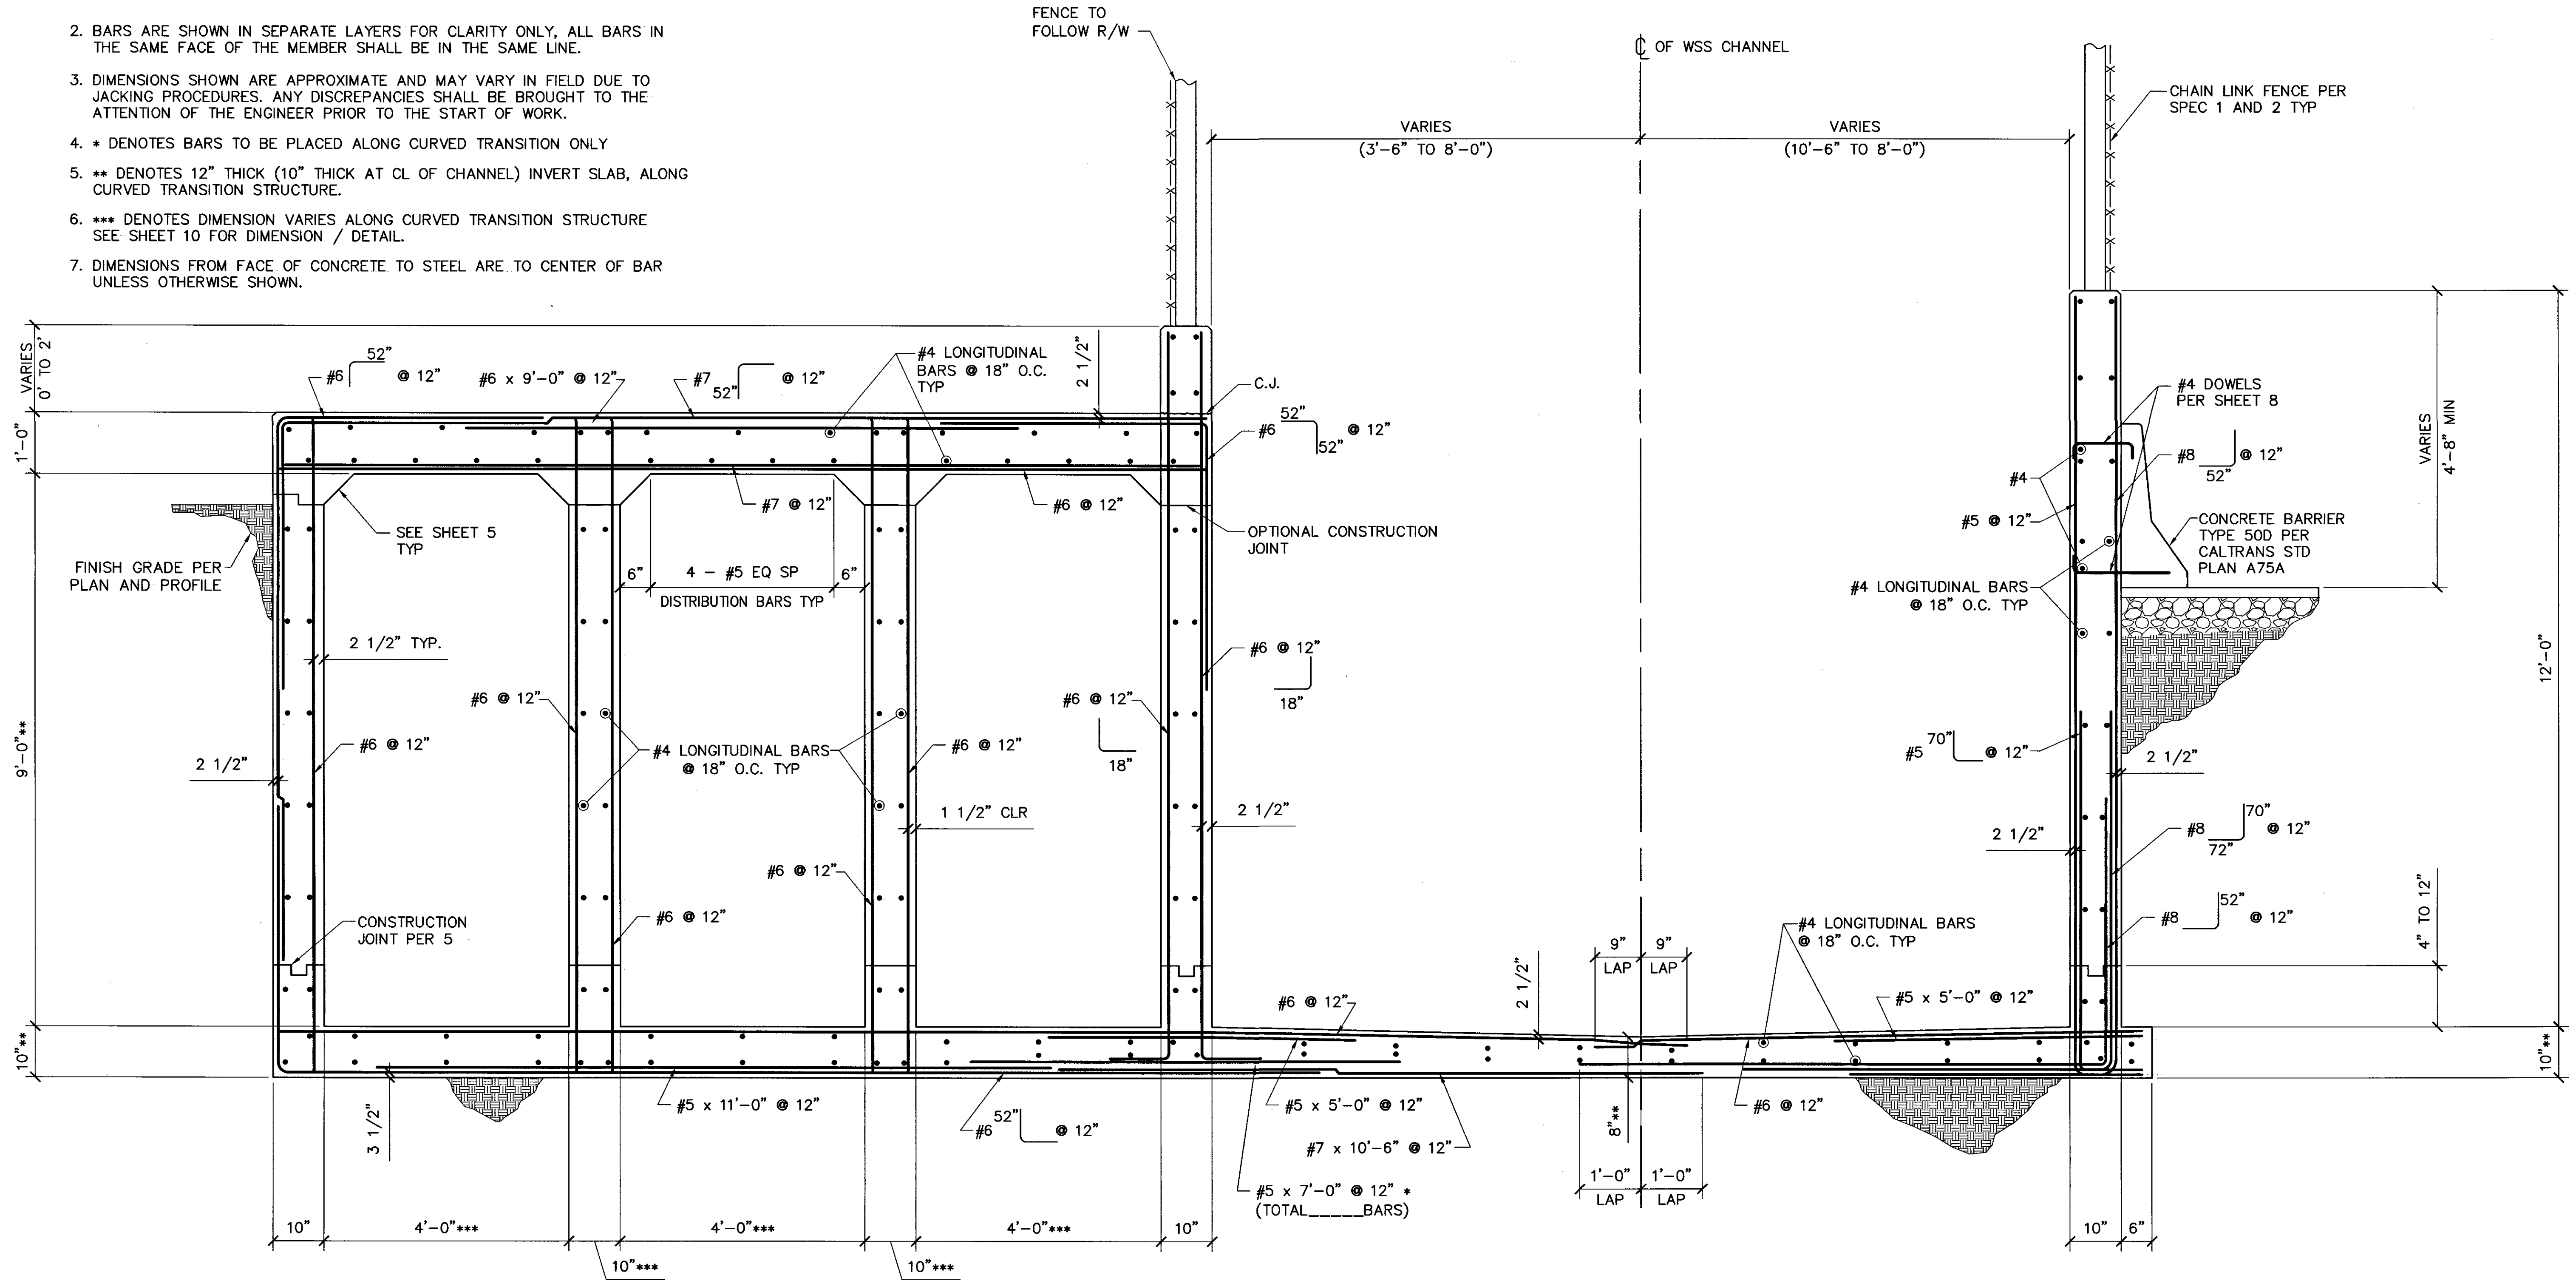 2. BARS ARE SHOWN IN SEPARATE LAYERS FOR CLARITY ONLY, ALL BARS IN
THE SAME FACE OF THE MEMBER SHALL BE IN THE SAME LINE.
3. DIMENSIONS SHOWN ARE APPROXIMATE AND MAY VARY IN FIELD DUE TO
JACKING PROCEDURES. ANY DISCREPANCIES SHALL BE BROUGHT TO THE
ATTENTION OF THE ENGINEER PRIOR TO THE START OF WORK.
4. * DENOTES BARS TO BE PLACED ALONG CURVED TRANSITION ONLY
5. ** DENOTES 12" THICK (10" THICK AT CL OF CHANNEL) INVERT SLAB, ALONG
CURVED TRANSITION STRUCTURE.
6. *** DENOTES DIMENSION VARIES ALONG CURVED TRANSITION STRUCTURE
SEE SHEET 10 FOR DIMENSION / DETAIL.
7. DIMENSIONS FROM FACE OF CONCRETE TO STEEL ARE TO CENTER OF BAR
UNLESS OTHERWISE SHOWN.
FENCE TO
FOLLOW R/W
℄ OF WSS CHANNEL
CHAIN LINK FENCE PER
SPEC 1 AND 2 TYP
VARIES
(3'-6" TO 8'-0")
VARIES
(10'-6" TO 8'-0")
VARIES
0' TO 2'
1'-0"
9'-0"**
10"**
52"
#6 @ 12"
#6 x 9'-0" @ 12"
#7 @ 12"
52"
#4 LONGITUDINAL
BARS @ 18" O.C.
TYP
2 1/2"
C.J.
52"
#6 @ 12"
52"
#7 @ 12"
#6 @ 12"
SEE SHEET 5
TYP
OPTIONAL CONSTRUCTION
JOINT
FINISH GRADE PER
PLAN AND PROFILE
6"
4 - #5 EQ SP
6"
DISTRIBUTION BARS TYP
2 1/2" TYP.
#6 @ 12"
18"
#6 @ 12"
#6 @ 12"
18"
#6 @ 12"
#4 LONGITUDINAL BARS
@ 18" O.C. TYP
#6 @ 12"
2 1/2"
1 1/2" CLR
2 1/2"
#6 @ 12"
#6 @ 12"
CONSTRUCTION
JOINT PER 5
#4 DOWELS
PER SHEET 8
#4
#8 @ 12"
52"
#5 @ 12"
CONCRETE BARRIER
TYPE 50D PER
CALTRANS STD
PLAN A75A
#4 LONGITUDINAL BARS
@ 18" O.C. TYP
VARIES
4'-8" MIN
12'-0"
70"
#5 @ 12"
2 1/2"
2 1/2"
70"
#8 @ 12"
72"
52"
#8 @ 12"
4" TO 12"
#4 LONGITUDINAL BARS
@ 18" O.C. TYP
9"
9"
LAP
LAP
2 1/2"
#6 @ 12"
#5 x 5'-0" @ 12"
10"**
3 1/2"
#5 x 11'-0" @ 12"
52"
#6 @ 12"
#5 x 5'-0" @ 12"
#7 x 10'-6" @ 12"
8"**
#6 @ 12"
#5 x 7'-0" @ 12" *
(TOTAL_____BARS)
1'-0"
1'-0"
LAP
LAP
10"
4'-0"***
4'-0"***
4'-0"***
10"
10"
6"
10"***
10"***